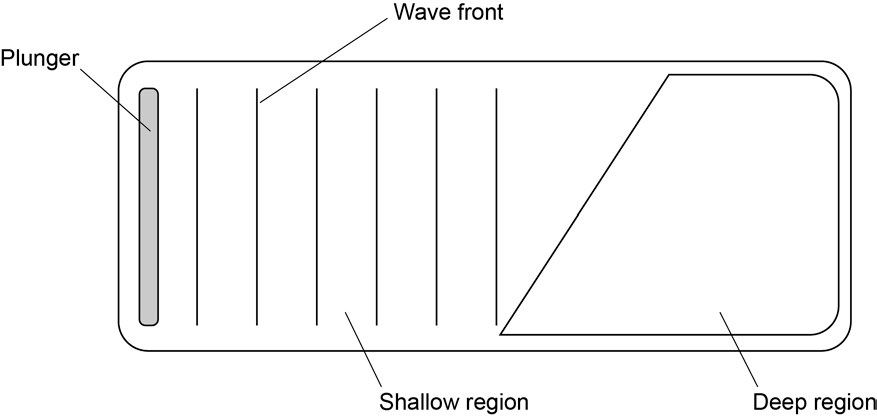 Wave front
Plunger
Shallow region
Deep region